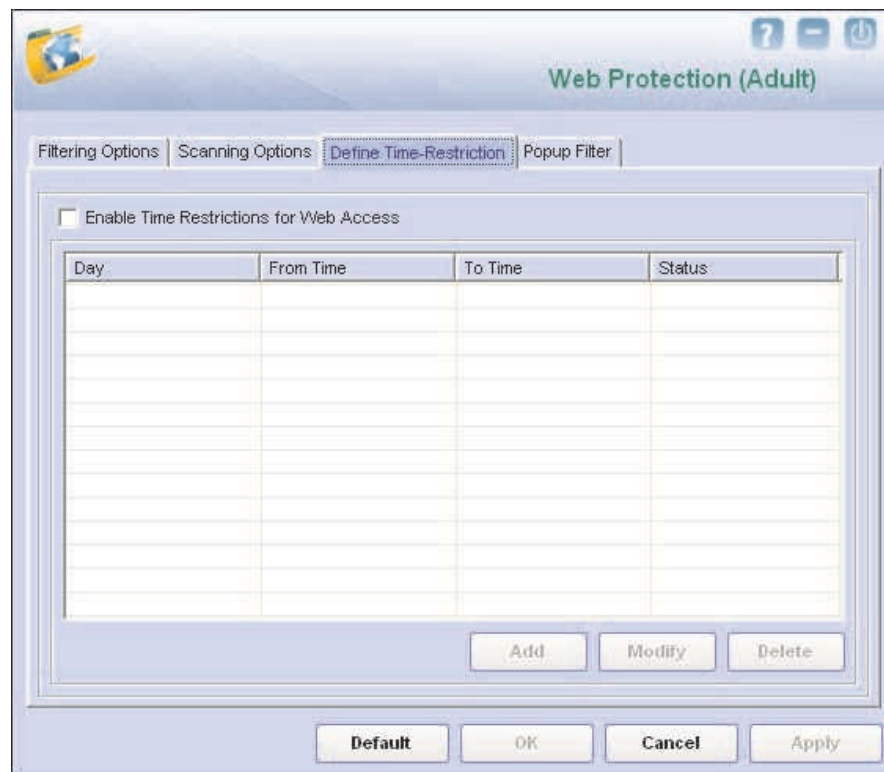 ?
Web Protection (Adult)
Filtering Options Scanning Options Define Time-Restriction Popup Filter
Enable Time Restrictions for Web Access
Day From Time To Time Status
Add Modify Delete
Default OK Cancel Apply